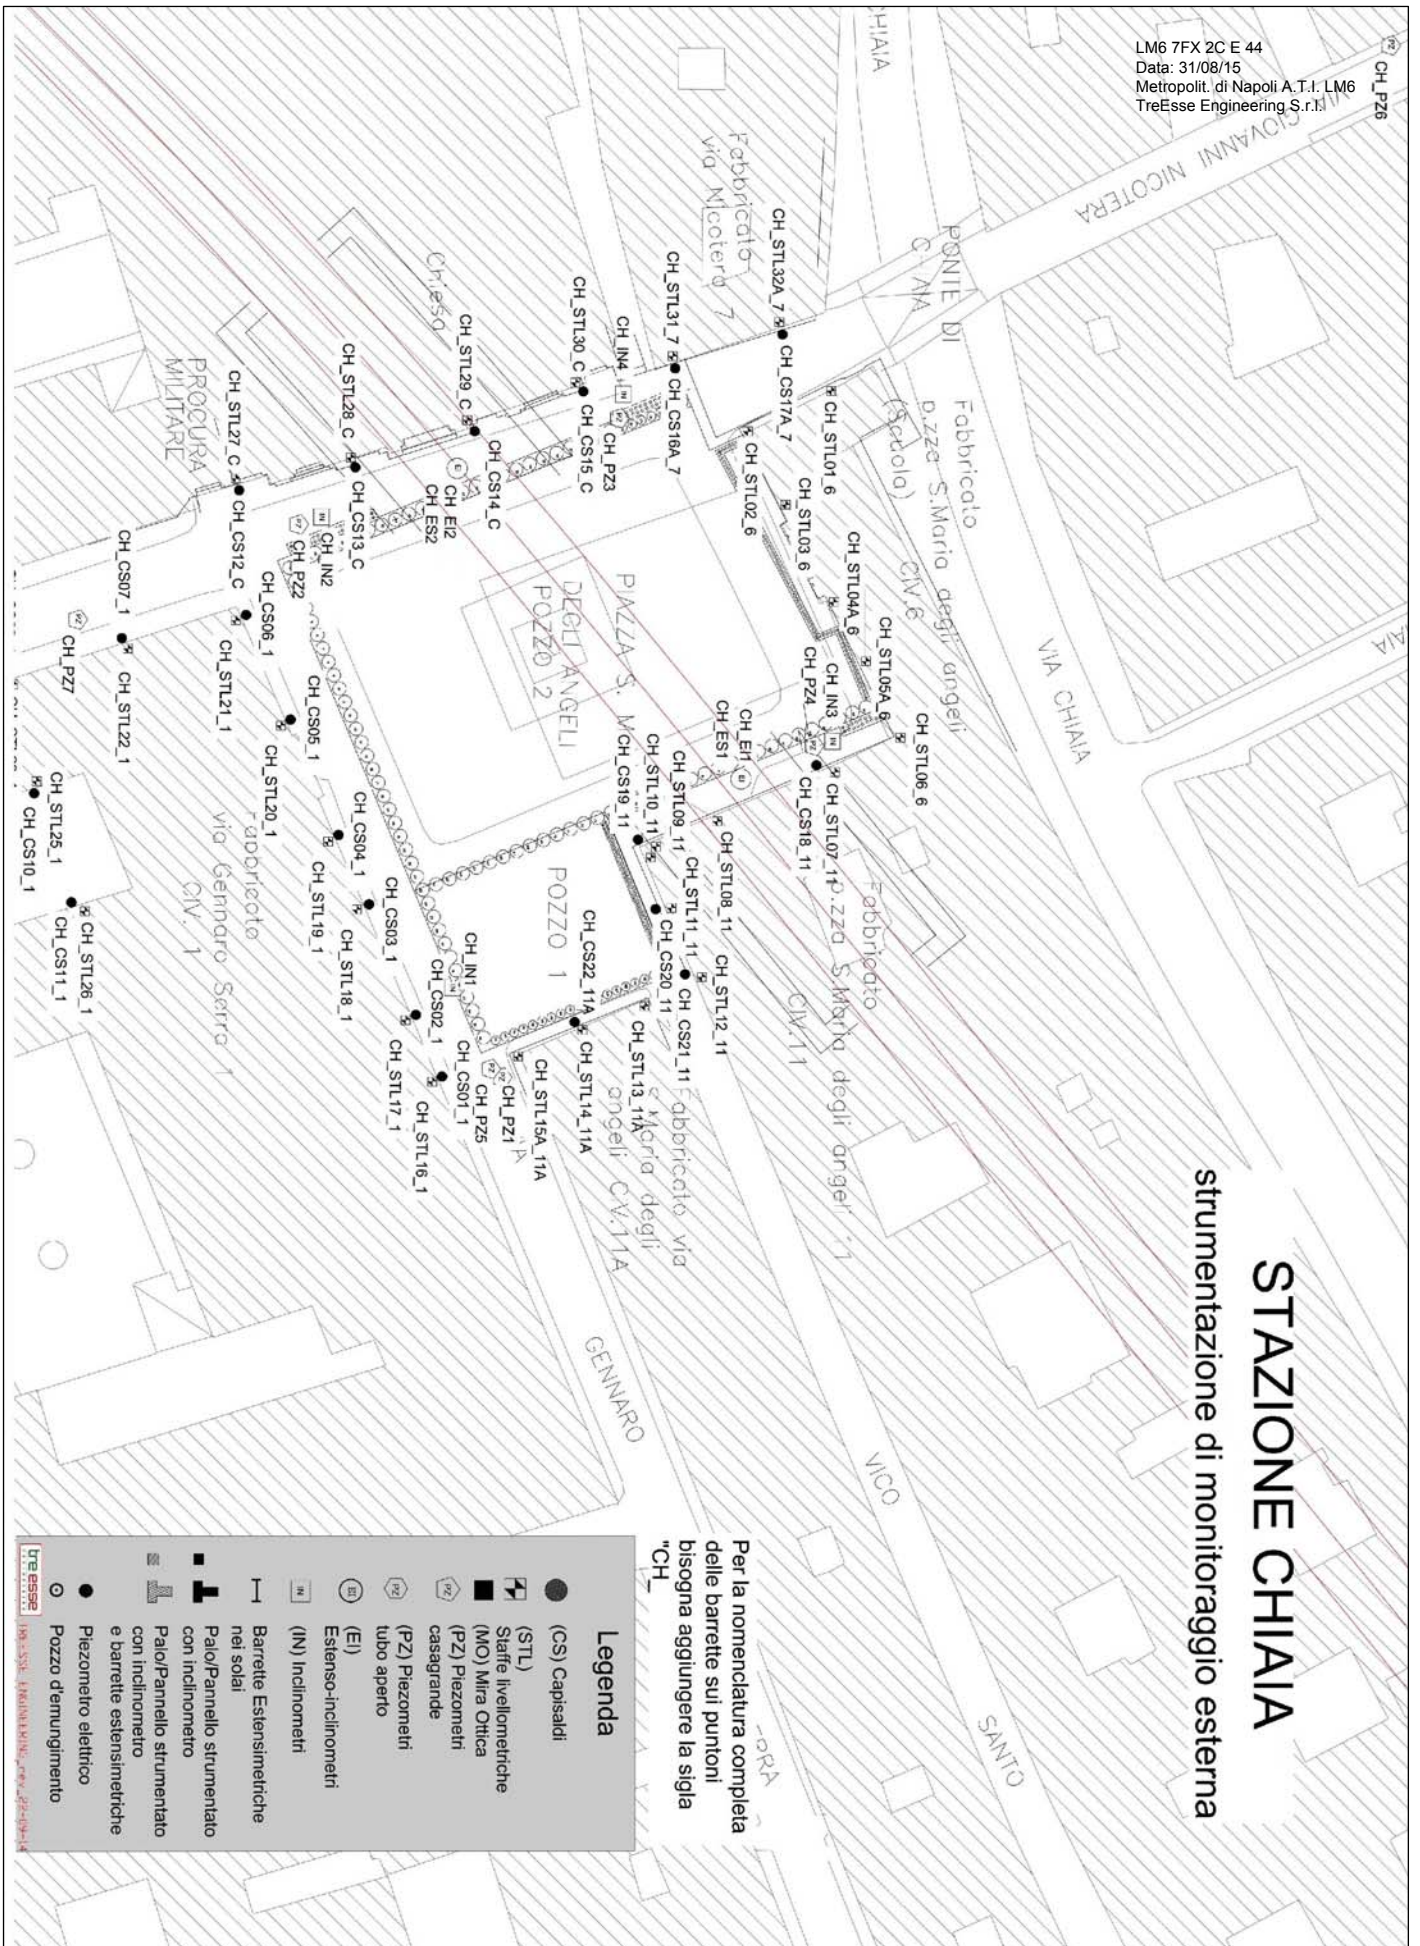 LM6 7FX 2C E 44
Data: 31/08/15
Metropolit. di Napoli A.T.I. LM6
TreEsse Engineering S.r.l.
STAZIONE CHIAIA
strumentazione di monitoraggio esterna
CH_PZ6
VIA GIOVANNI NICOTERA
CHIAIA
PONTE DI
VIA CHIAIA
Fabbricato
via Nicotera 7
Fabbricato
p.zza S.Maria degli angeli
(Scuola) CIV.6
CH_STL32A_7
CH_CS17A_7
CH_STL31_7
CH_CS16A_7
CH_IN4
CH_PZ3
CH_STL30_C
CH_CS15_C
CH_STL29_C
CH_CS14_C
CH_EI2
CH_ES2
Chiesa
CH_STL28_C
CH_CS13_C
CH_IN2
CH_PZ2
CH_STL27_C
CH_CS12_C
PROCURA
MILITARE
CH_STL01_6
CH_STL02_6
CH_STL03_6
CH_STL04A_6
CH_STL05A_6
CH_STL06_6
CH_IN3
CH_PZ4
CH_STL07_11
CH_CS18_11
CH_EI1
CH_ES1
CH_STL08_11
CH_STL09_11
CH_STL10_11
CH_CS19_11
CH_STL11_11
CH_CS20_11
CH_STL12_11
CH_CS21_11
CH_STL13_11A
CH_CS22_11A
CH_STL14_11A
CH_STL15A_11A
CH_PZ1
CH_PZ5
CH_CS01_1
CH_STL16_1
CH_IN1
CH_CS02_1
CH_STL17_1
CH_CS03_1
CH_STL18_1
CH_CS04_1
CH_STL19_1
CH_CS05_1
CH_STL20_1
CH_CS06_1
CH_STL21_1
CH_CS07_1
CH_STL22_1
CH_PZ7
CH_STL25_1
CH_CS10_1
CH_STL26_1
CH_CS11_1
PIAZZA S. M
DEGLI ANGELI
POZZO 2
POZZO 1
Fabbricato
p.zza S.Maria degli angeli 11
CIV.11
Fabbricato via
S.Maria degli
angeli CV.11A
via Gennaro Serra 1
CIV. 1
GENNARO
VICO
SANTO
Per la nomenclatura completa
delle barrette sui puntoni
bisogna aggiungere la sigla
"CH_
Legenda
(CS) Capisaldi
(STL)
Staffe livellometriche
(MO) Mira Ottica
(PZ) Piezometri
casagrande
(PZ) Piezometri
tubo aperto
(EI)
Estenso-inclinometri
(IN) Inclinometri
Barrette Estensimetriche
nei solai
Palo/Pannello strumentato
con inclinometro
Palo/Pannello strumentato
con inclinometro
e barrette estensimetriche
Piezometro elettrico
Pozzo d'emungimento
tre esse